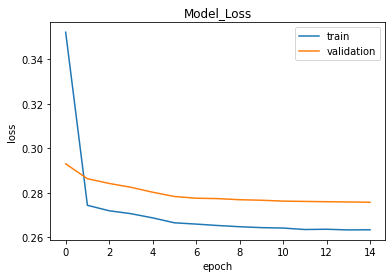 Model_Loss
train
validation
loss
0.34
0.32
0.30
0.28
0.26
0 2 4 6 8 10 12 14
epoch